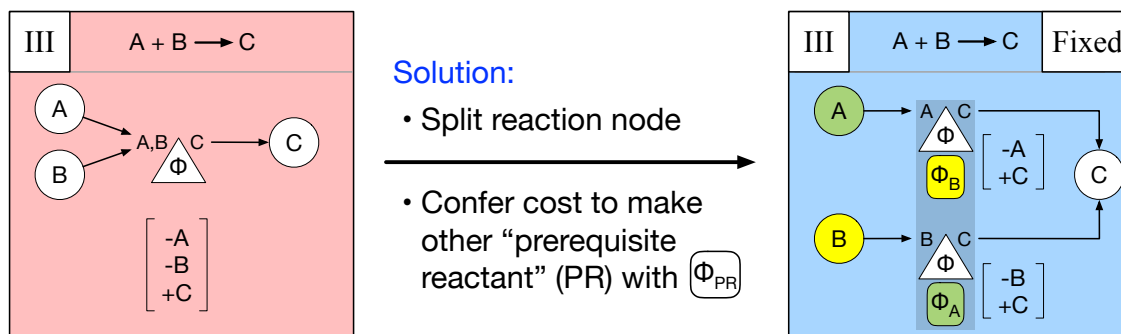 III
A + B → C
A
B
A,B C
Φ
C
-A
-B
+C
Solution:
• Split reaction node
• Confer cost to make
other “prerequisite
reactant” (PR) with Φ_PR
III
A + B → C
Fixed
A
A C
Φ
Φ_B
-A
+C
C
B
B C
Φ
Φ_A
-B
+C